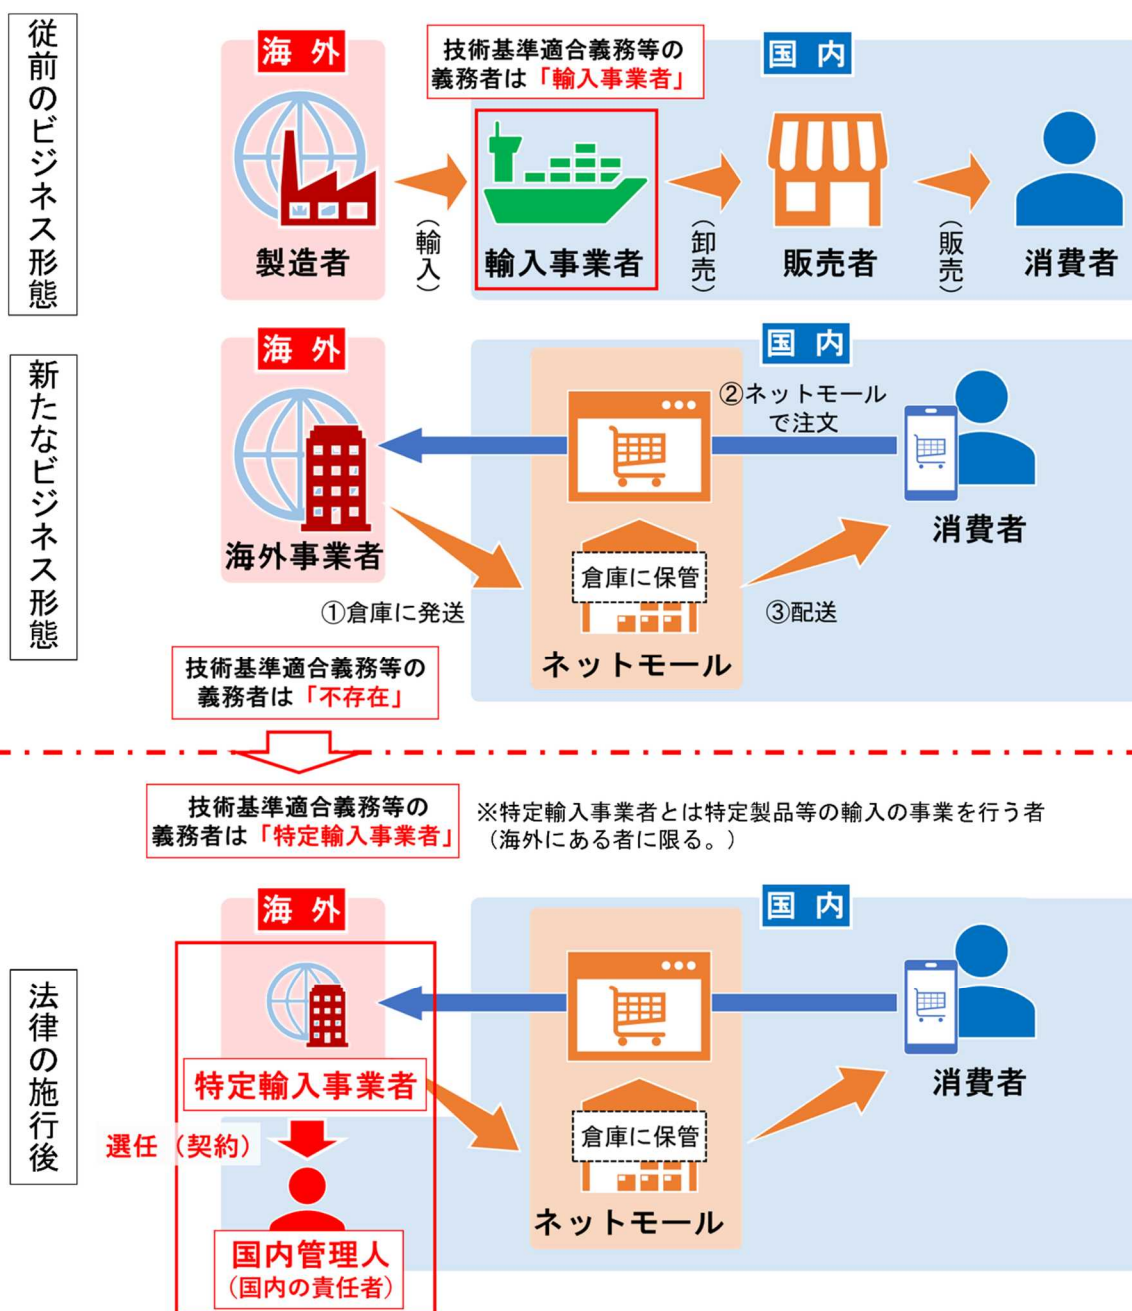 従前のビジネス形態
海外
技術基準適合義務等の
義務者は「輸入事業者」
国内
製造者
（輸入）
輸入事業者
（卸売）
販売者
（販売）
消費者
新たなビジネス形態
海外
国内
②ネットモール
で注文
海外事業者
消費者
倉庫に保管
①倉庫に発送
③配送
ネットモール
技術基準適合義務等の
義務者は「不存在」
技術基準適合義務等の
義務者は「特定輸入事業者」
※特定輸入事業者とは特定製品等の輸入の事業を行う者
（海外にある者に限る。）
法律の施行後
海外
国内
特定輸入事業者
消費者
選任（契約）
倉庫に保管
ネットモール
国内管理人
（国内の責任者）